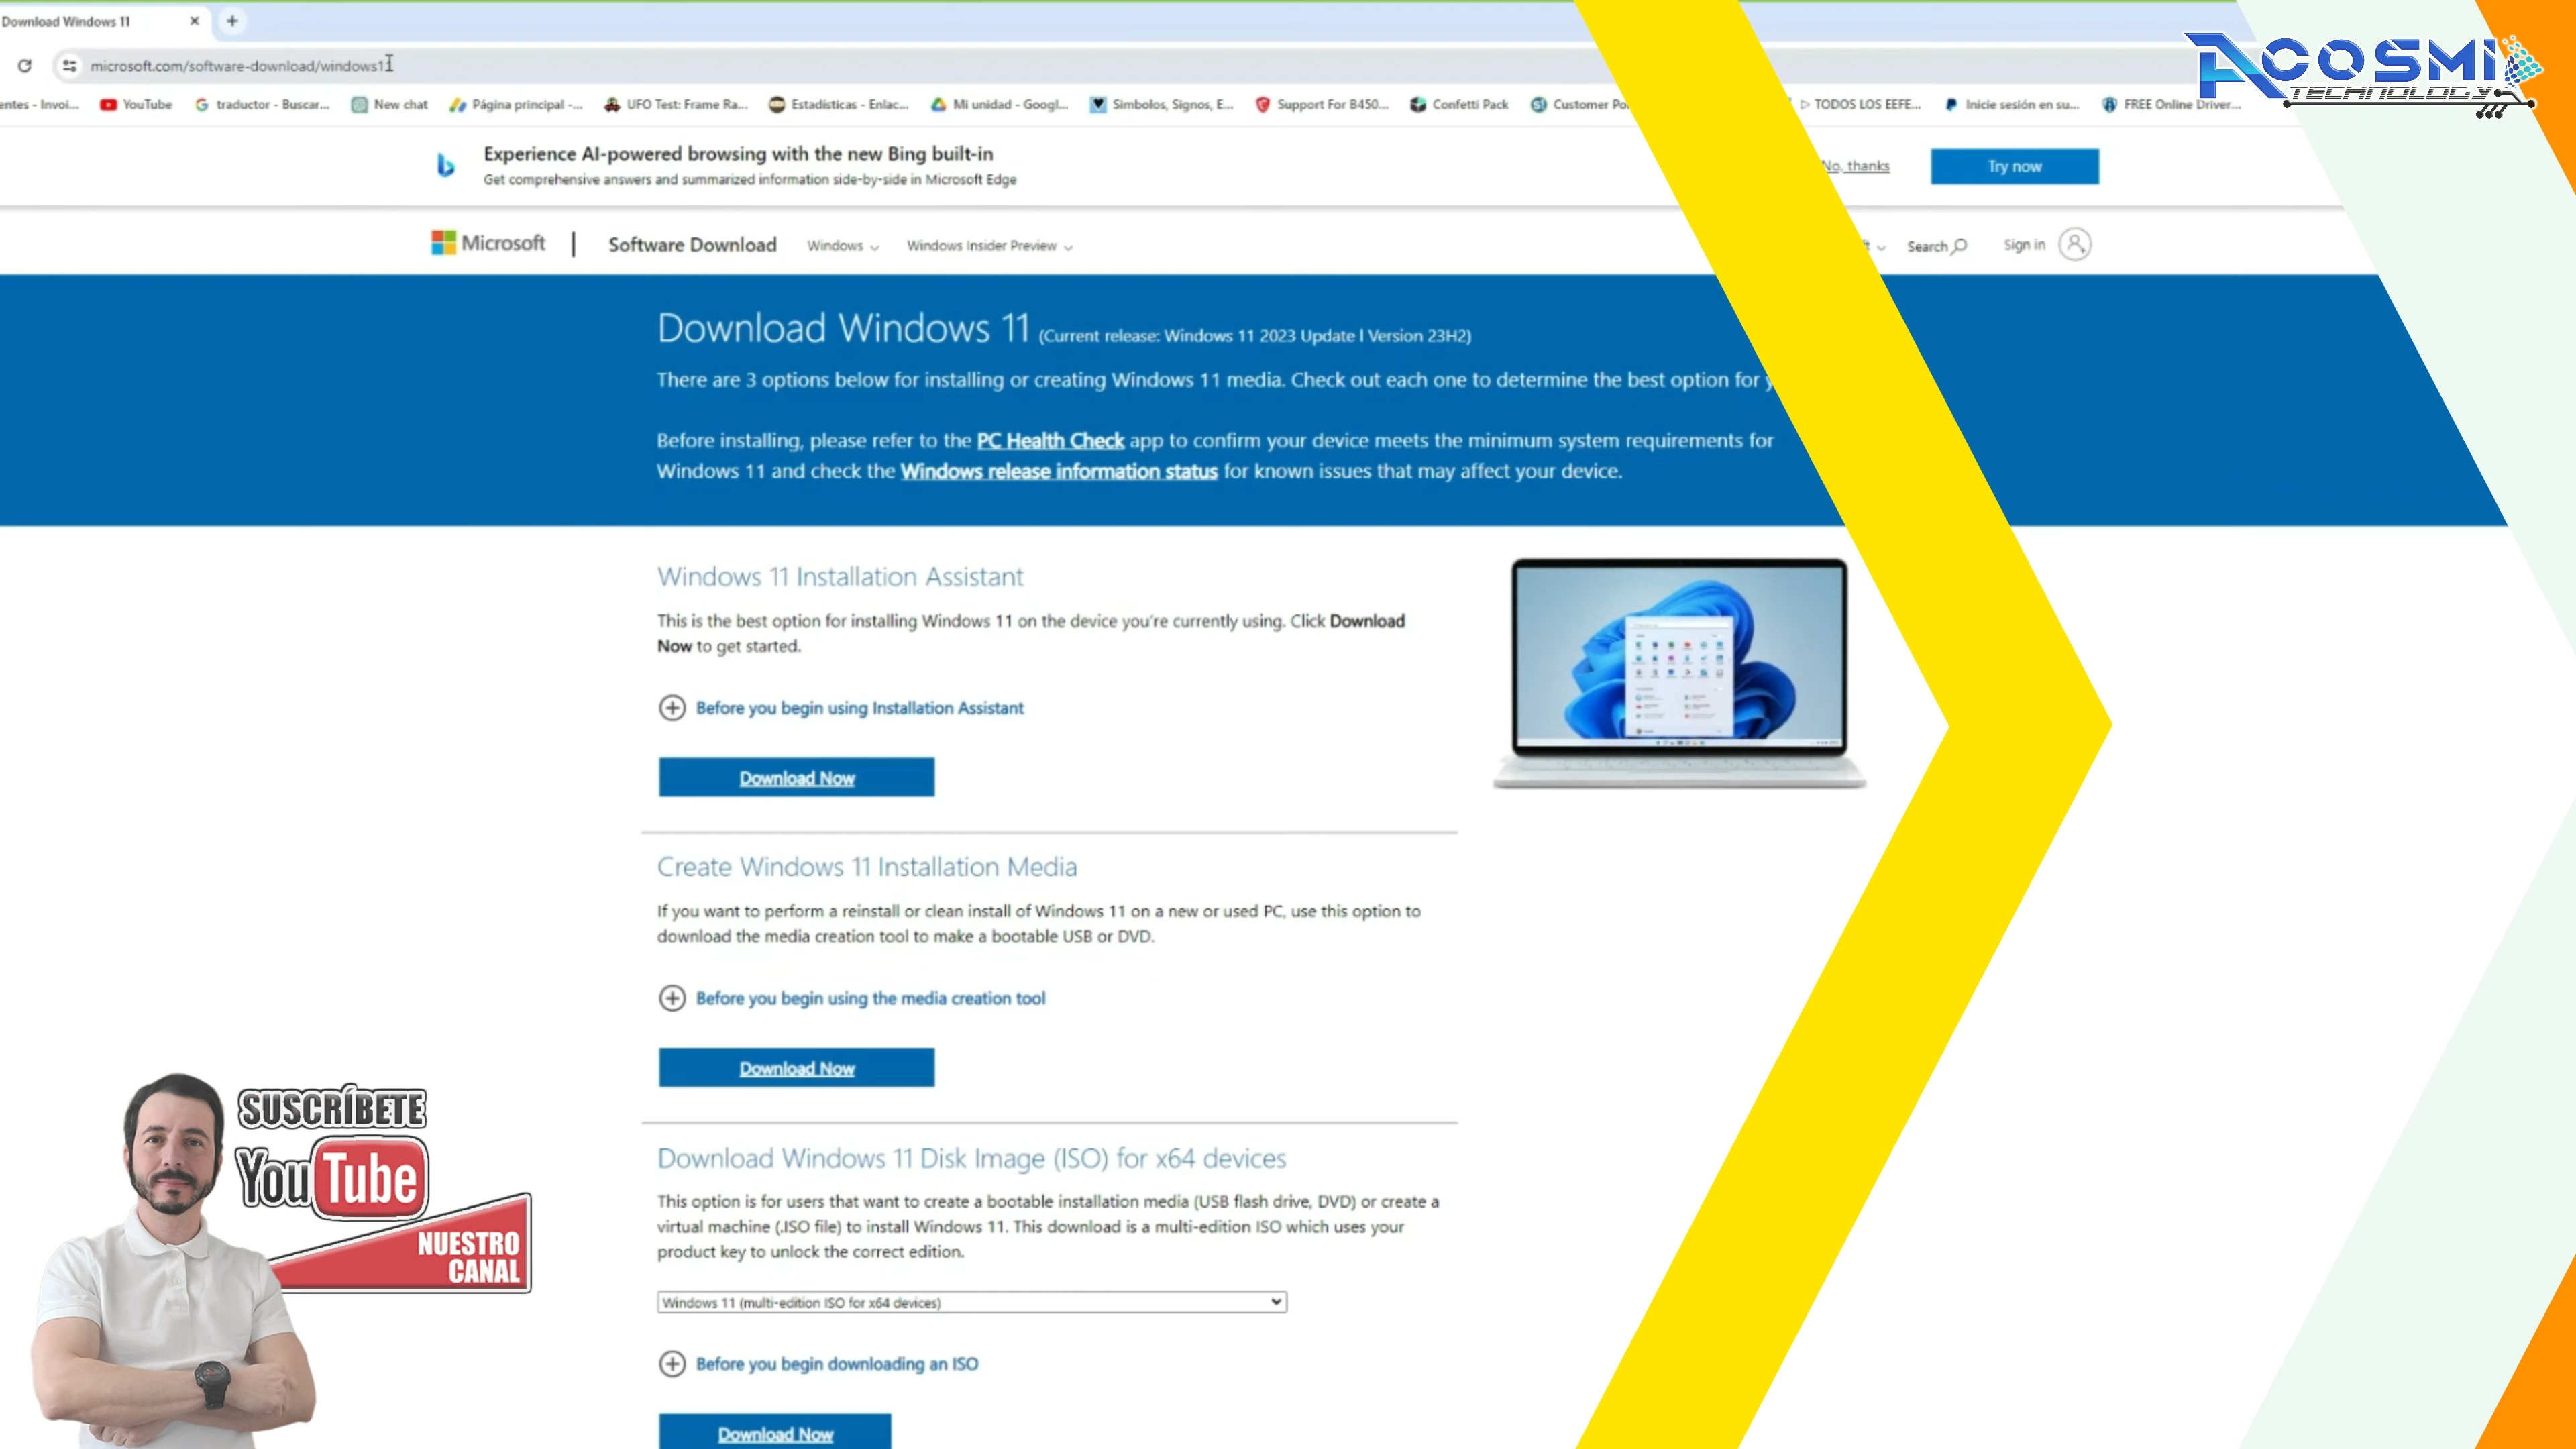 Download Windows 11
microsoft.com/software-download/windows11
entes - Invoi...
YouTube
traductor - Buscar...
New chat
Página principal -...
UFO Test: Frame Ra...
Estadísticas - Enlac...
Mi unidad - Googl...
Simbolos, Signos, E...
Support For B450...
Confetti Pack
Customer Po
TODOS LOS EEFE...
Inicie sesión en su...
FREE Online Driver...
ACOSMI
TECHNOLOGY
Experience AI-powered browsing with the new Bing built-in
Get comprehensive answers and summarized information side-by-side in Microsoft Edge
No, thanks
Try now
Microsoft
Software Download
Windows
Windows Insider Preview
Search
Sign in
Download Windows 11 (Current release: Windows 11 2023 Update l Version 23H2)
There are 3 options below for installing or creating Windows 11 media. Check out each one to determine the best option for
Before installing, please refer to the PC Health Check app to confirm your device meets the minimum system requirements for
Windows 11 and check the Windows release information status for known issues that may affect your device.
Windows 11 Installation Assistant
This is the best option for installing Windows 11 on the device you're currently using. Click Download
Now to get started.
Before you begin using Installation Assistant
Download Now
Create Windows 11 Installation Media
If you want to perform a reinstall or clean install of Windows 11 on a new or used PC, use this option to
download the media creation tool to make a bootable USB or DVD.
Before you begin using the media creation tool
Download Now
Download Windows 11 Disk Image (ISO) for x64 devices
This option is for users that want to create a bootable installation media (USB flash drive, DVD) or create a
virtual machine (.ISO file) to install Windows 11. This download is a multi-edition ISO which uses your
product key to unlock the correct edition.
Windows 11 (multi-edition ISO for x64 devices)
Before you begin downloading an ISO
Download Now
SUSCRÍBETE
YouTube
NUESTRO
CANAL